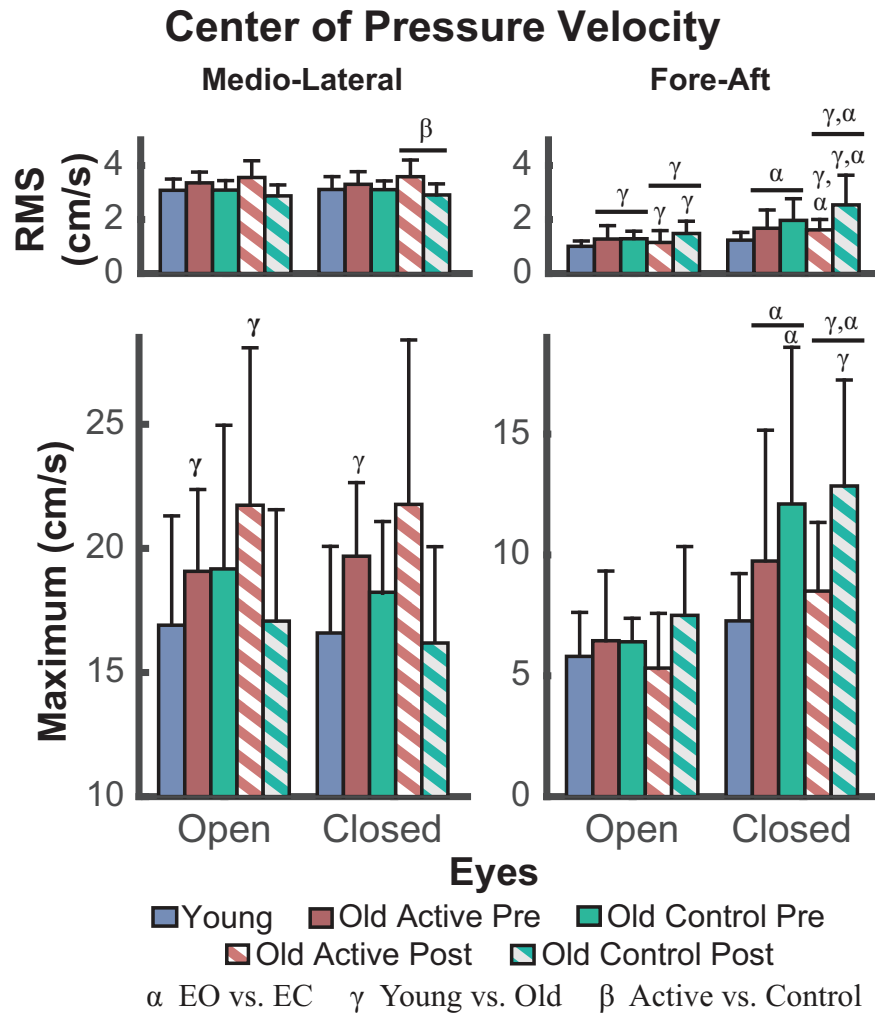 Center of Pressure Velocity
Medio-Lateral
Fore-Aft
RMS
(cm/s)
4
2
0
β
4
2
0
γ
γ
γ
γ
α
γ,
α
γ,α
γ,α
Maximum (cm/s)
25
20
15
10
γ
γ
γ
15
10
5
0
α
α
γ,α
γ
Open
Closed
Open
Closed
Eyes
Young
Old Active Pre
Old Control Pre
Old Active Post
Old Control Post
α EO vs. EC γ Young vs. Old β Active vs. Control